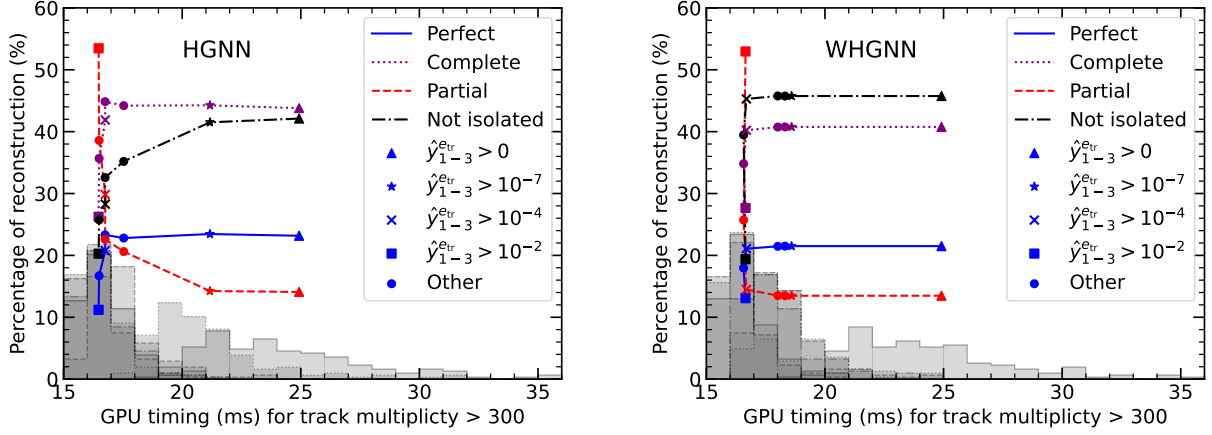 HGNN
Percentage of reconstruction (%)
60
50
40
30
20
10
0
Perfect
Complete
Partial
Not isolated
ŷ^{e_tr}_{1−3} > 0
ŷ^{e_tr}_{1−3} > 10^{−7}
ŷ^{e_tr}_{1−3} > 10^{−4}
ŷ^{e_tr}_{1−3} > 10^{−2}
Other
15 20 25 30 35
GPU timing (ms) for track multiplicty > 300
WHGNN
Percentage of reconstruction (%)
60
50
40
30
20
10
0
Perfect
Complete
Partial
Not isolated
ŷ^{e_tr}_{1−3} > 0
ŷ^{e_tr}_{1−3} > 10^{−7}
ŷ^{e_tr}_{1−3} > 10^{−4}
ŷ^{e_tr}_{1−3} > 10^{−2}
Other
15 20 25 30 35
GPU timing (ms) for track multiplicty > 300